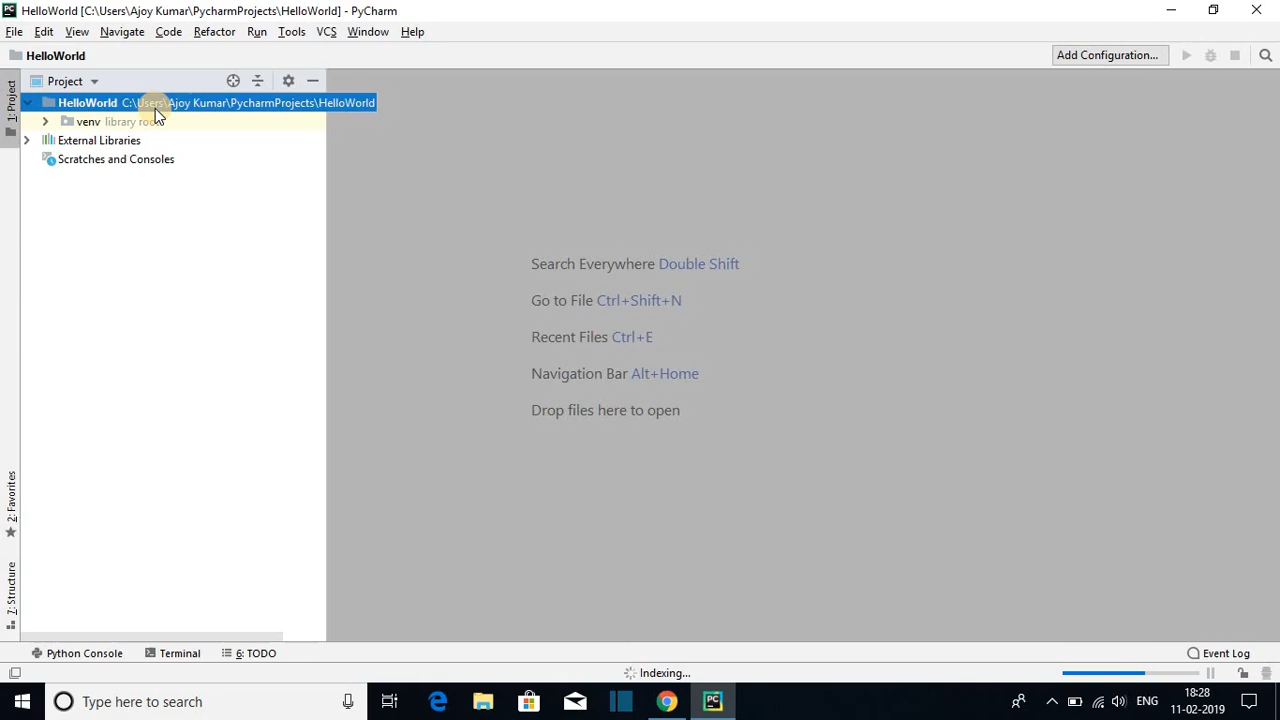 HelloWorld [C:\Users\Ajoy Kumar\PycharmProjects\HelloWorld] - PyCharm
File Edit View Navigate Code Refactor Run Tools VCS Window Help
HelloWorld
Add Configuration...
1: Project
Project
HelloWorld C:\Users\Ajoy Kumar\PycharmProjects\HelloWorld
venv library
External Libraries
Scratches and Consoles
Search Everywhere Double Shift
Go to File Ctrl+Shift+N
Recent Files Ctrl+E
Navigation Bar Alt+Home
Drop files here to open
2: Favorites
7: Structure
Python Console Terminal 6: TODO Event Log
Indexing...
PC
Type here to search
ENG
18:28
11-02-2019